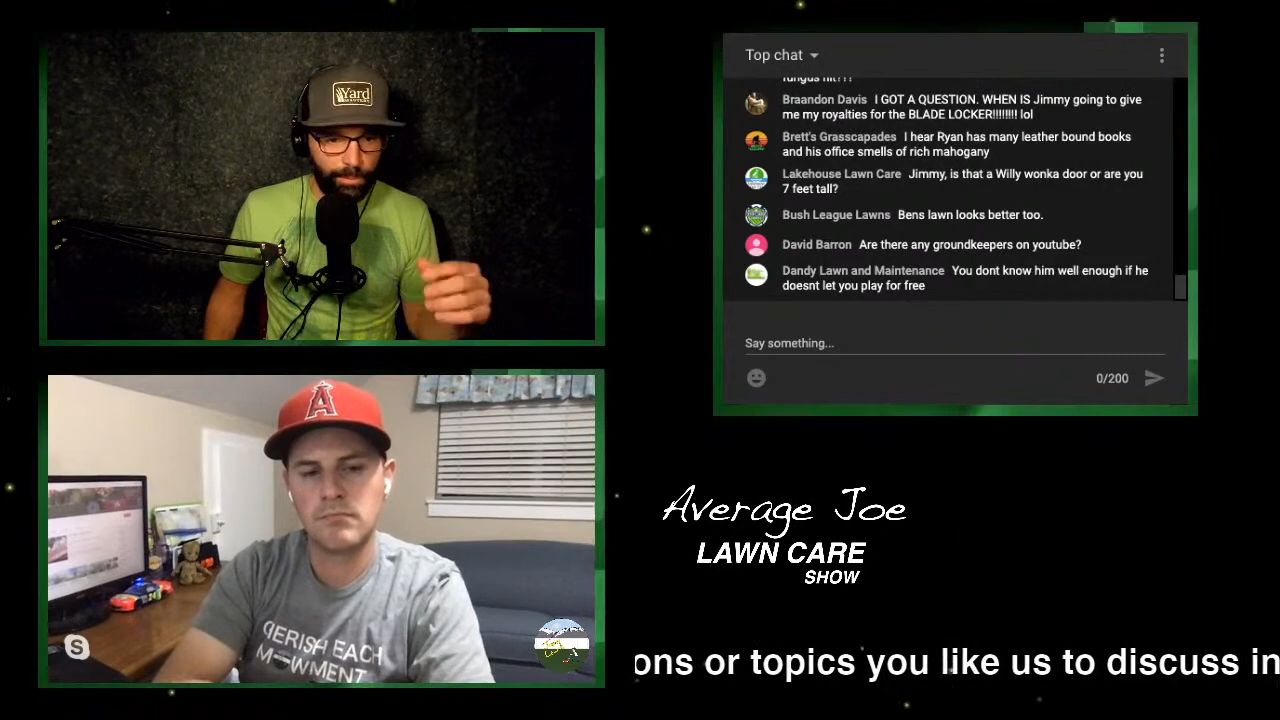 Yard
Top chat
fungus hit???
Braandon Davis I GOT A QUESTION. WHEN IS Jimmy going to give
me my royalties for the BLADE LOCKER!!!!!!!! lol
Brett's Grasscapades I hear Ryan has many leather bound books
and his office smells of rich mahogany
Lakehouse Lawn Care Jimmy, is that a Willy wonka door or are you
7 feet tall?
Bush League Lawns Bens lawn looks better too.
David Barron Are there any groundkeepers on youtube?
Dandy Lawn and Maintenance You dont know him well enough if he
doesnt let you play for free
Say something...
0/200
A
HERISH EACH
MOWMENT
S
Average Joe
LAWN CARE
SHOW
ons or topics you like us to discuss in